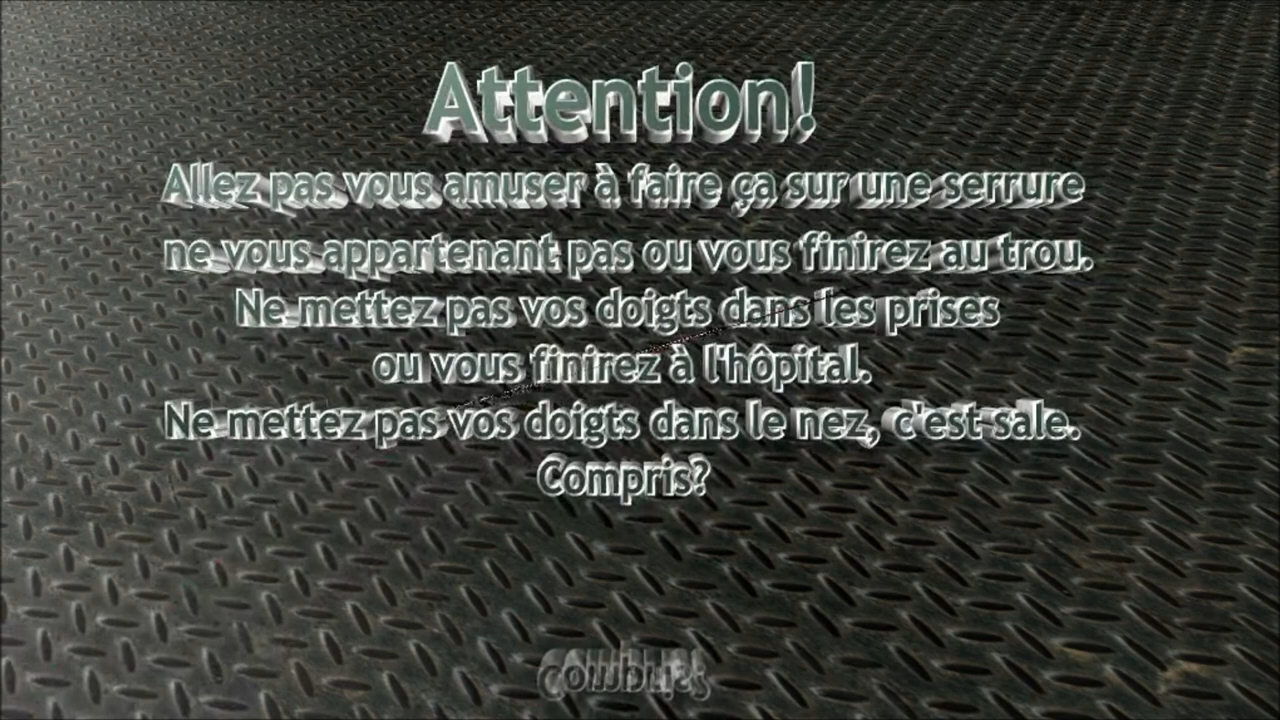 Attention!
Allez pas vous amuser à faire ça sur une serrure
ne vous appartenant pas ou vous finirez au trou.
Ne mettez pas vos doigts dans les prises
ou vous finirez à l'hôpital.
Ne mettez pas vos doigts dans le nez, c'est sale.
Compris?